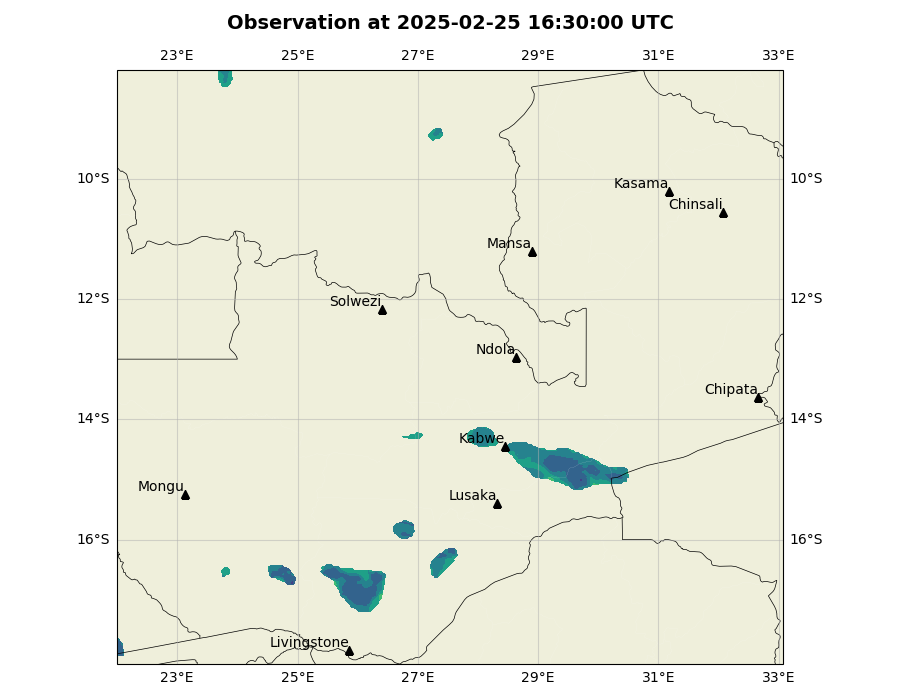 Observation at 2025-02-25 16:30:00 UTC
23°E 25°E 27°E 29°E 31°E 33°E
10°S 10°S
Kasama
Chinsali
Mansa
12°S 12°S
Solwezi
Ndola
Chipata
14°S 14°S
Kabwe
Mongu
Lusaka
16°S 16°S
Livingstone
23°E 25°E 27°E 29°E 31°E 33°E